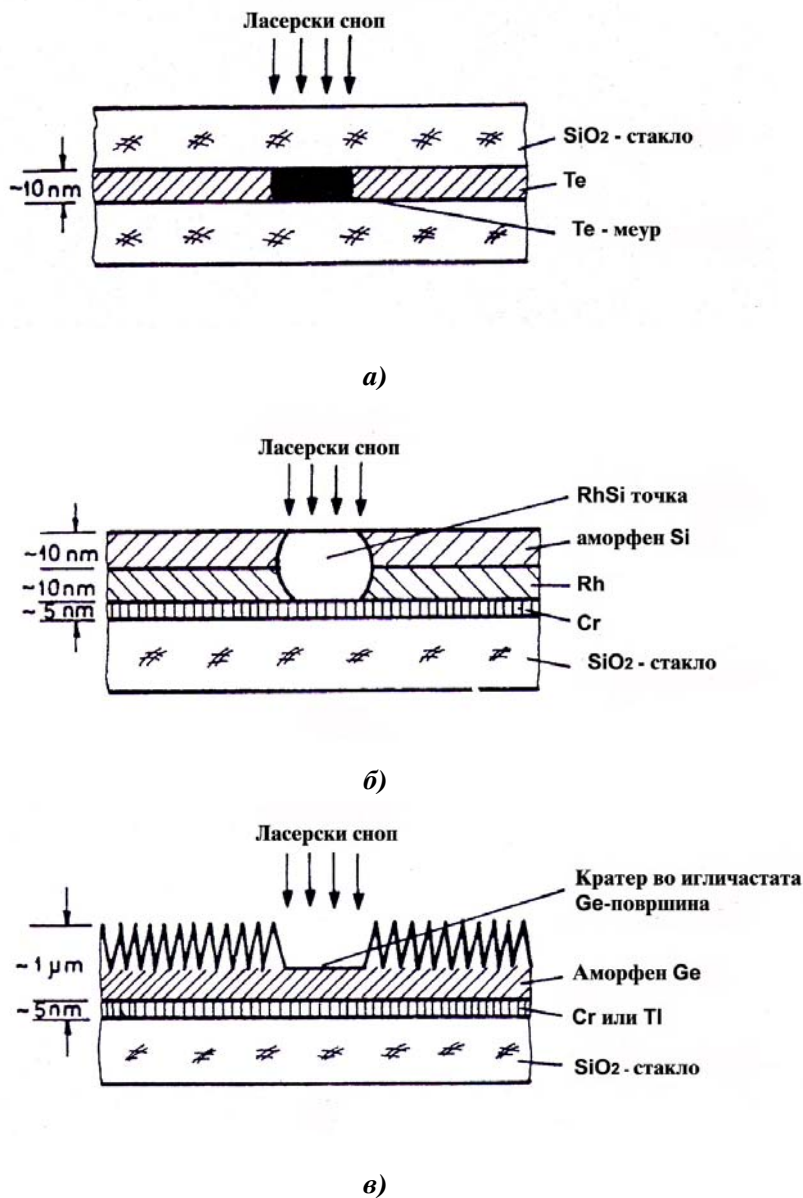 Ласерски сноп
SiO2 - стакло
~10 nm
Te
Te - меур
а)
Ласерски сноп
RhSi точка
аморфен Si
~10 nm
~10nm
Rh
~ 5 nm
Cr
SiO2 - стакло
б)
Ласерски сноп
Кратер во игличастата
Ge-површина
~ 1 µm
Аморфен Ge
~5nm
Cr или Tl
SiO2 - стакло
в)